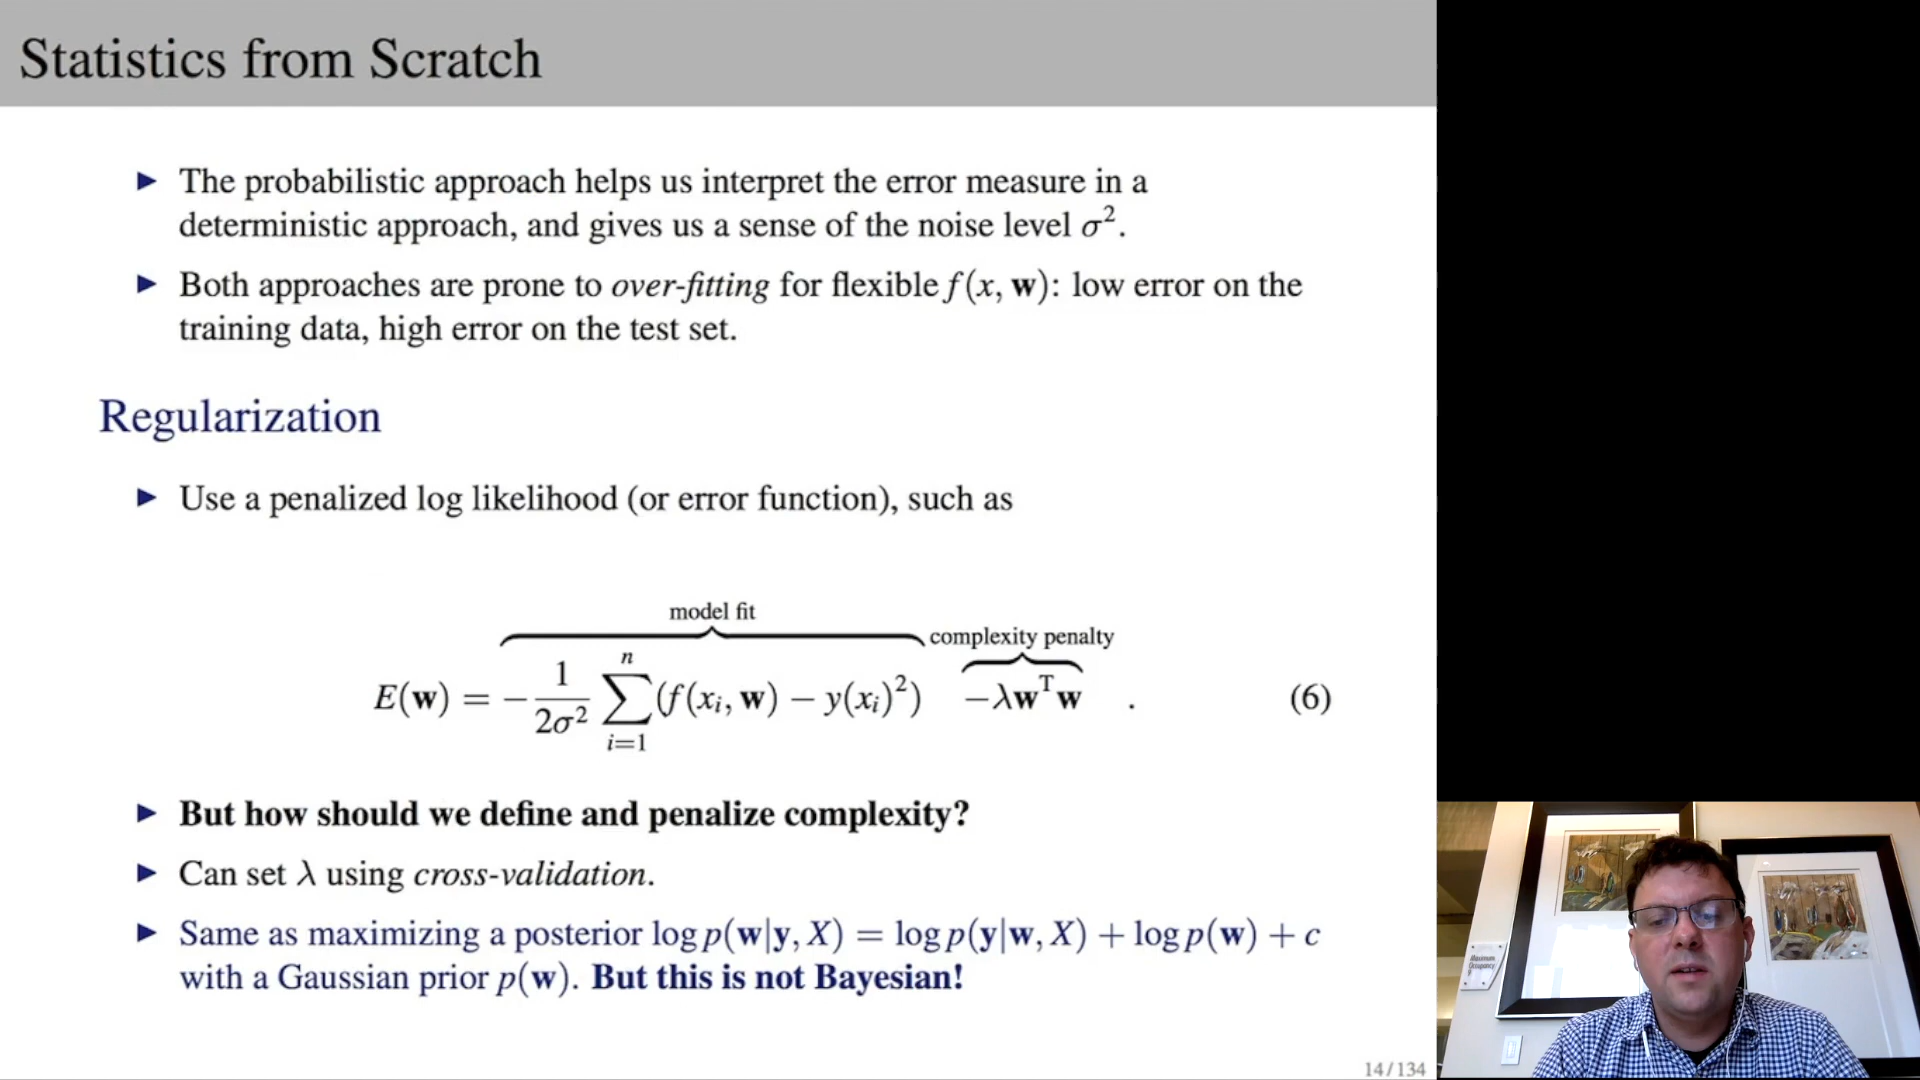 Statistics from Scratch
► The probabilistic approach helps us interpret the error measure in a
deterministic approach, and gives us a sense of the noise level σ².
► Both approaches are prone to over-fitting for flexible f(x, w): low error on the
training data, high error on the test set.
Regularization
► Use a penalized log likelihood (or error function), such as
model fit
complexity penalty
E(w) = −1/2σ² ∑ⁿᵢ₌₁ (f(xᵢ, w) − y(xᵢ)²) −λwᵀw . (6)
► But how should we define and penalize complexity?
► Can set λ using cross-validation.
► Same as maximizing a posterior log p(w|y, X) = log p(y|w, X) + log p(w) + c
with a Gaussian prior p(w). But this is not Bayesian!
14 / 134
Maximum
Occupancy